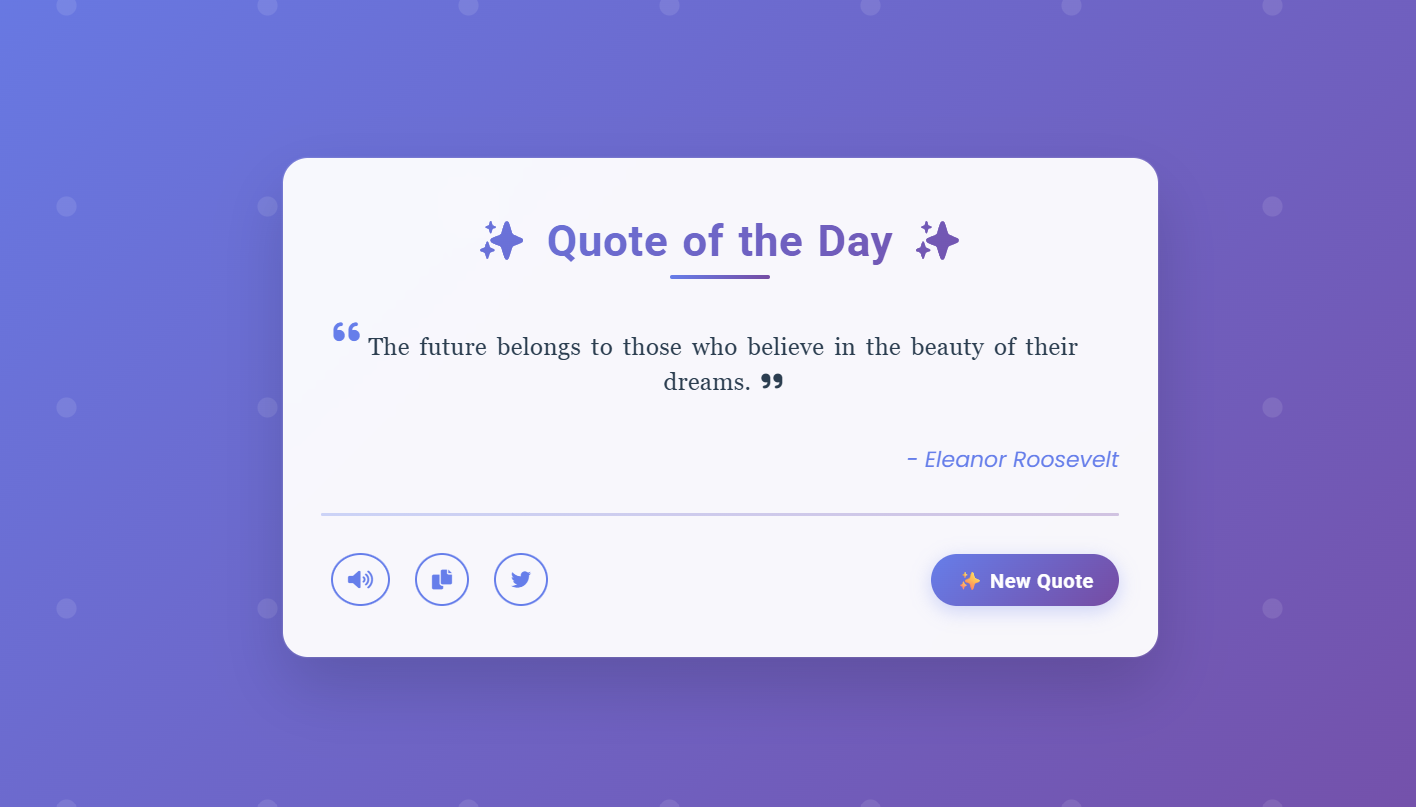 ✨ Quote of the Day ✨
❝ The future belongs to those who believe in the beauty of their
dreams. ❞
- Eleanor Roosevelt
✨ New Quote